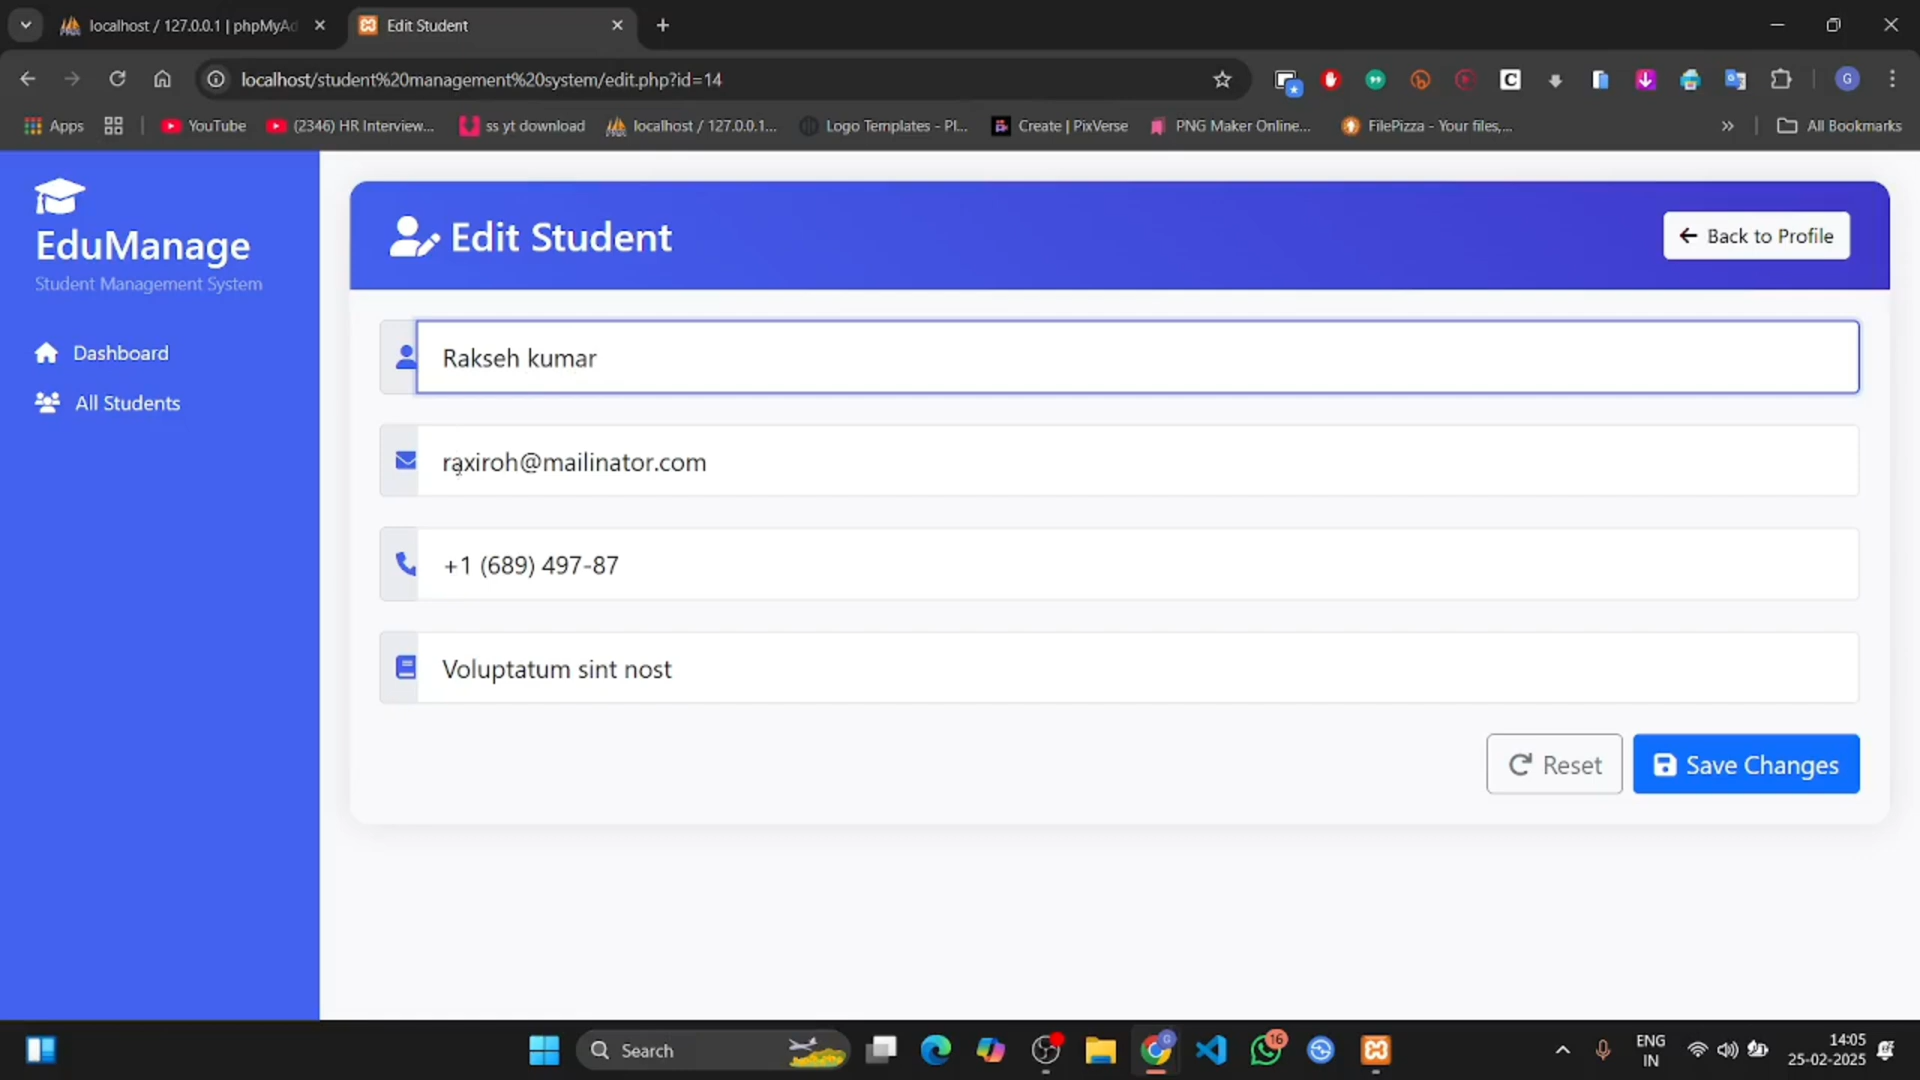 localhost / 127.0.0.1 | phpMyAd
Edit Student
localhost/student%20management%20system/edit.php?id=14
G
Apps
YouTube
(2346) HR Interview...
ss yt download
localhost / 127.0.0.1...
Logo Templates - Pl...
Create | PixVerse
PNG Maker Online...
FilePizza - Your files,...
All Bookmarks
EduManage
Student Management System
Dashboard
All Students
Edit Student
Back to Profile
Rakseh kumar
raxiroh@mailinator.com
+1 (689) 497-87
Voluptatum sint nost
Reset
Save Changes
Search
16
ENG
IN
14:05
25-02-2025